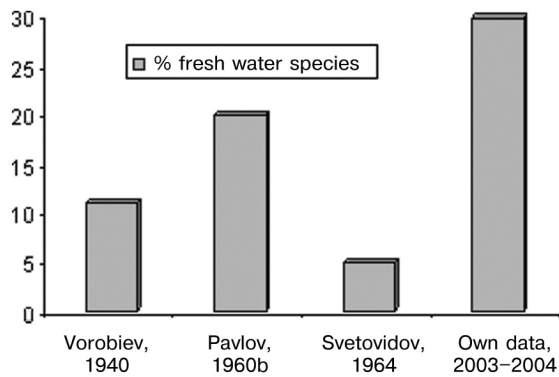 30
25
20
15
10
5
0
% fresh water species
Vorobiev,
1940
Pavlov,
1960b
Svetovidov,
1964
Own data,
2003–2004